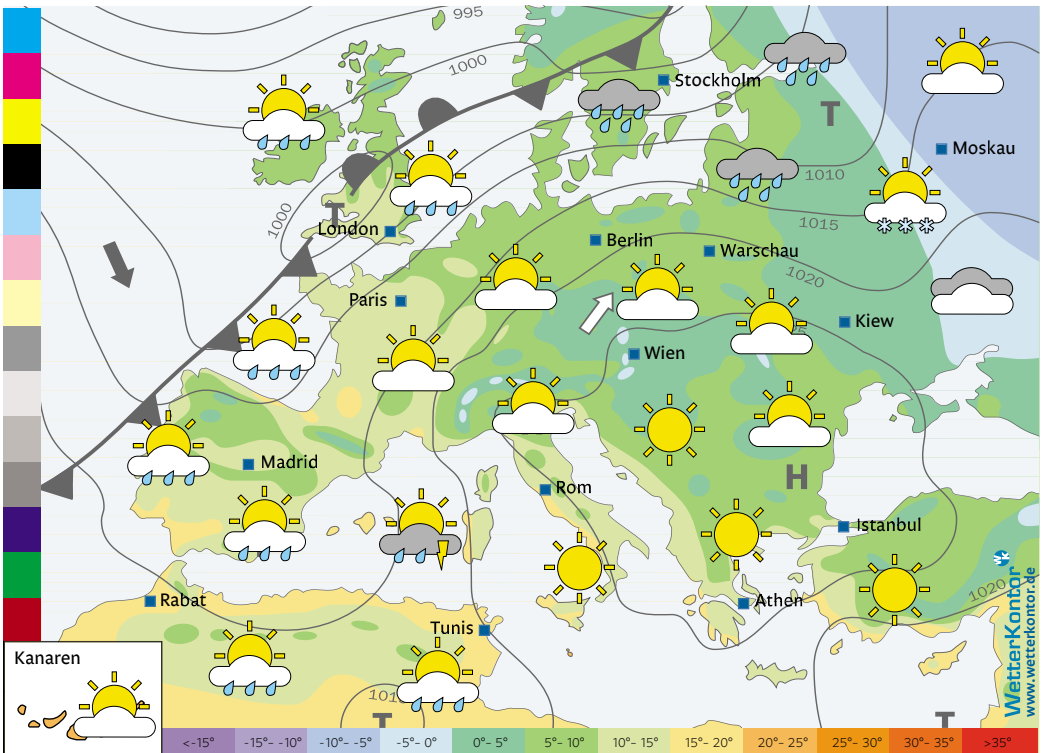 995
1000
Stockholm
T
Moskau
1010
1000
T
London
1015
Berlin
Warschau
1020
Paris
Kiew
Wien
Madrid
H
Rom
Istanbul
1020
Rabat
Athen
Tunis
WetterKontor
www.wetterkontor.de
wk
Kanaren
T
T
<-15° -15°- -10° -10°- -5° -5°- 0° 0°- 5° 5°- 10° 10°- 15° 15°- 20° 20°- 25° 25°- 30° 30°- 35° >35°